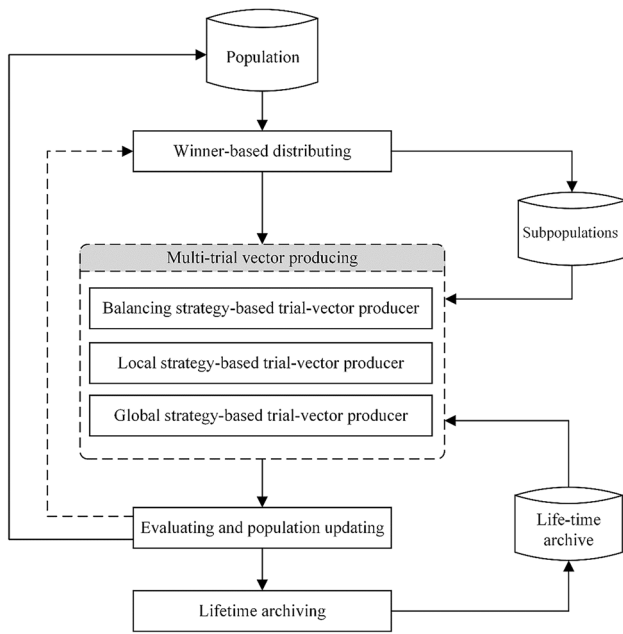 Population
Winner-based distributing
Subpopulations
Multi-trial vector producing
Balancing strategy-based trial-vector producer
Local strategy-based trial-vector producer
Global strategy-based trial-vector producer
Evaluating and population updating
Life-time
archive
Lifetime archiving